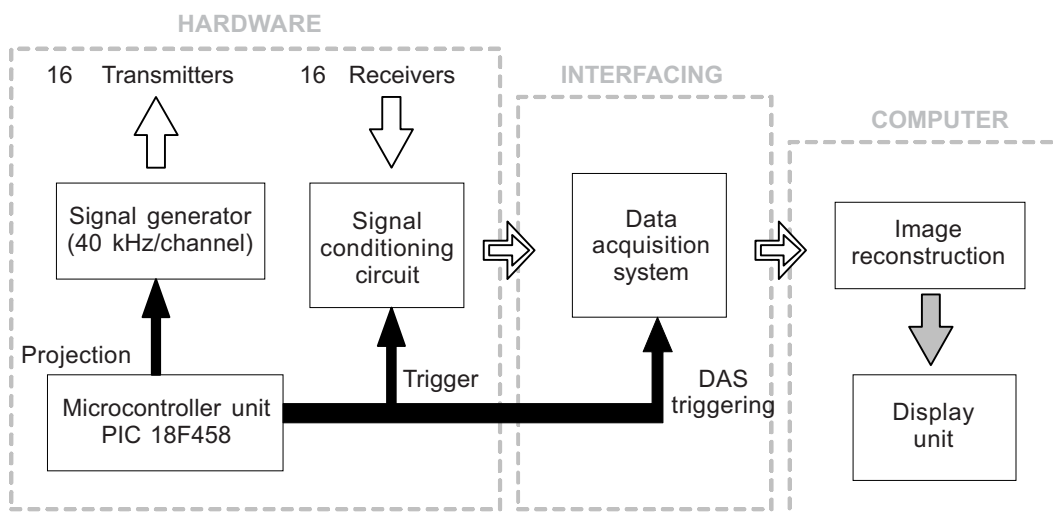 HARDWARE
16 Transmitters
16 Receivers
Signal generator
(40 kHz/channel)
Signal
conditioning
circuit
Projection
Trigger
Microcontroller unit
PIC 18F458
INTERFACING
Data
acquisition
system
DAS
triggering
COMPUTER
Image
reconstruction
Display
unit